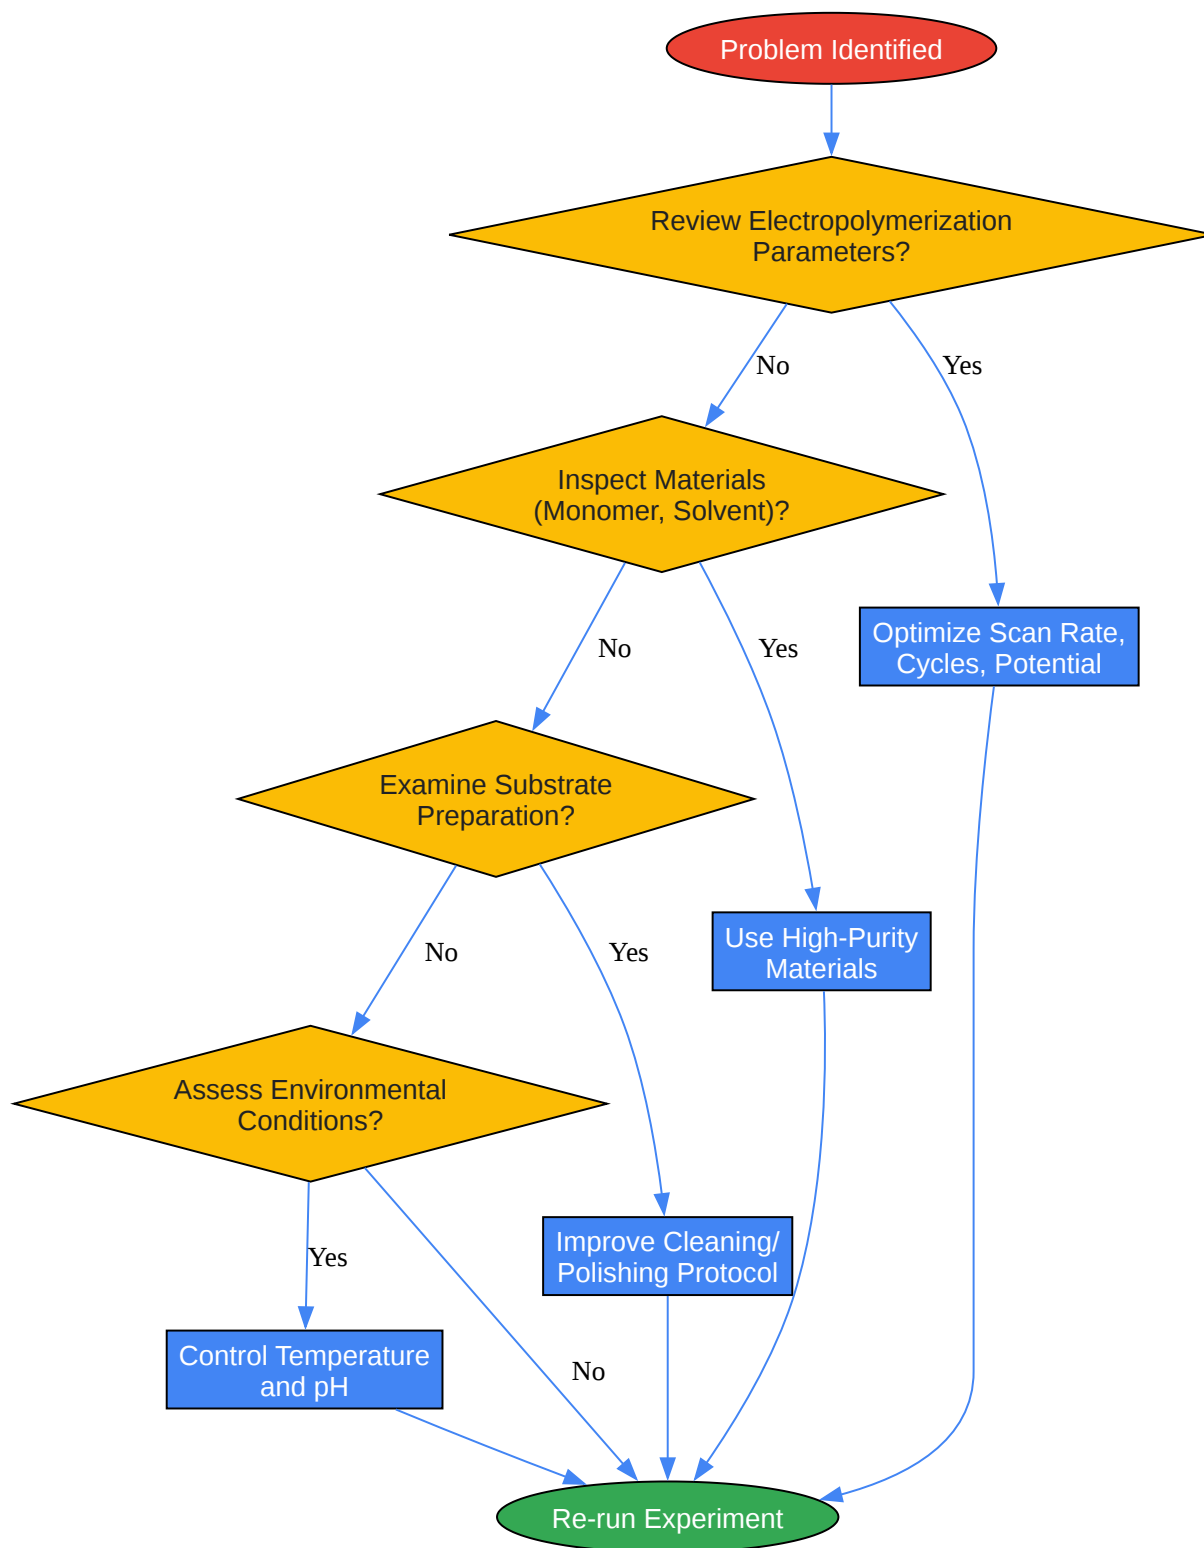 Problem Identified
Review Electropolymerization
Parameters?
No
Yes
Inspect Materials
(Monomer, Solvent)?
Optimize Scan Rate,
Cycles, Potential
No
Yes
Examine Substrate
Preparation?
Use High-Purity
Materials
No
Yes
Assess Environmental
Conditions?
Improve Cleaning/
Polishing Protocol
Yes
Control Temperature
and pH
No
Re-run Experiment